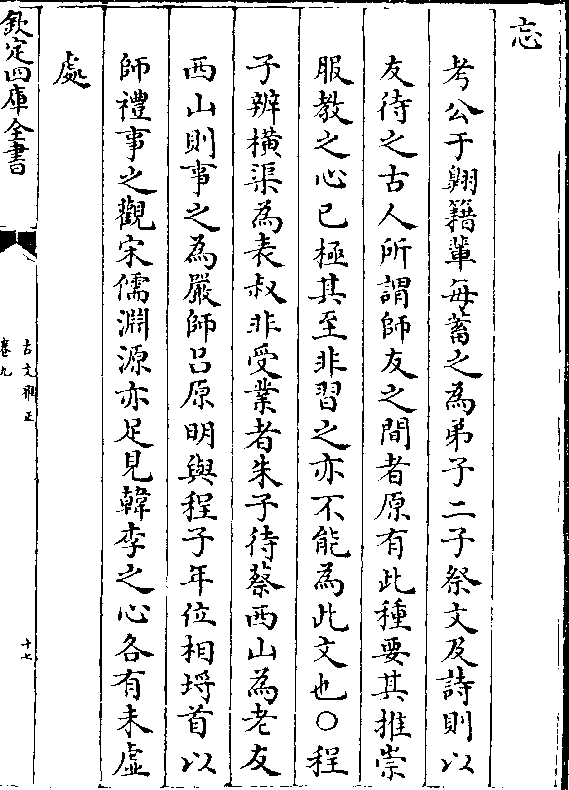 忘
考公于翺籍輩毎蓄之為弟子二子祭文及詩則以
友待之古人所謂師友之間者原有此種要其推崇
服教之心已極其至非習之亦不能為此文也○程
子辨橫渠為表叔非受業者朱子待蔡西山為老友
西山則事之為嚴師吕原明與程子年位相埓首以
師禮事之觀宋儒淵源亦足見韓李之心各有未虛
處
欽定四庫全書
古文雅正
卷九
十七